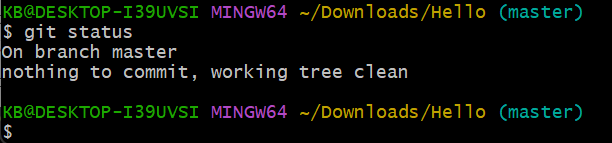 KB@DESKTOP-I39UVSI MINGW64 ~/Downloads/Hello (master)
$ git status
On branch master
nothing to commit, working tree clean
KB@DESKTOP-I39UVSI MINGW64 ~/Downloads/Hello (master)
$